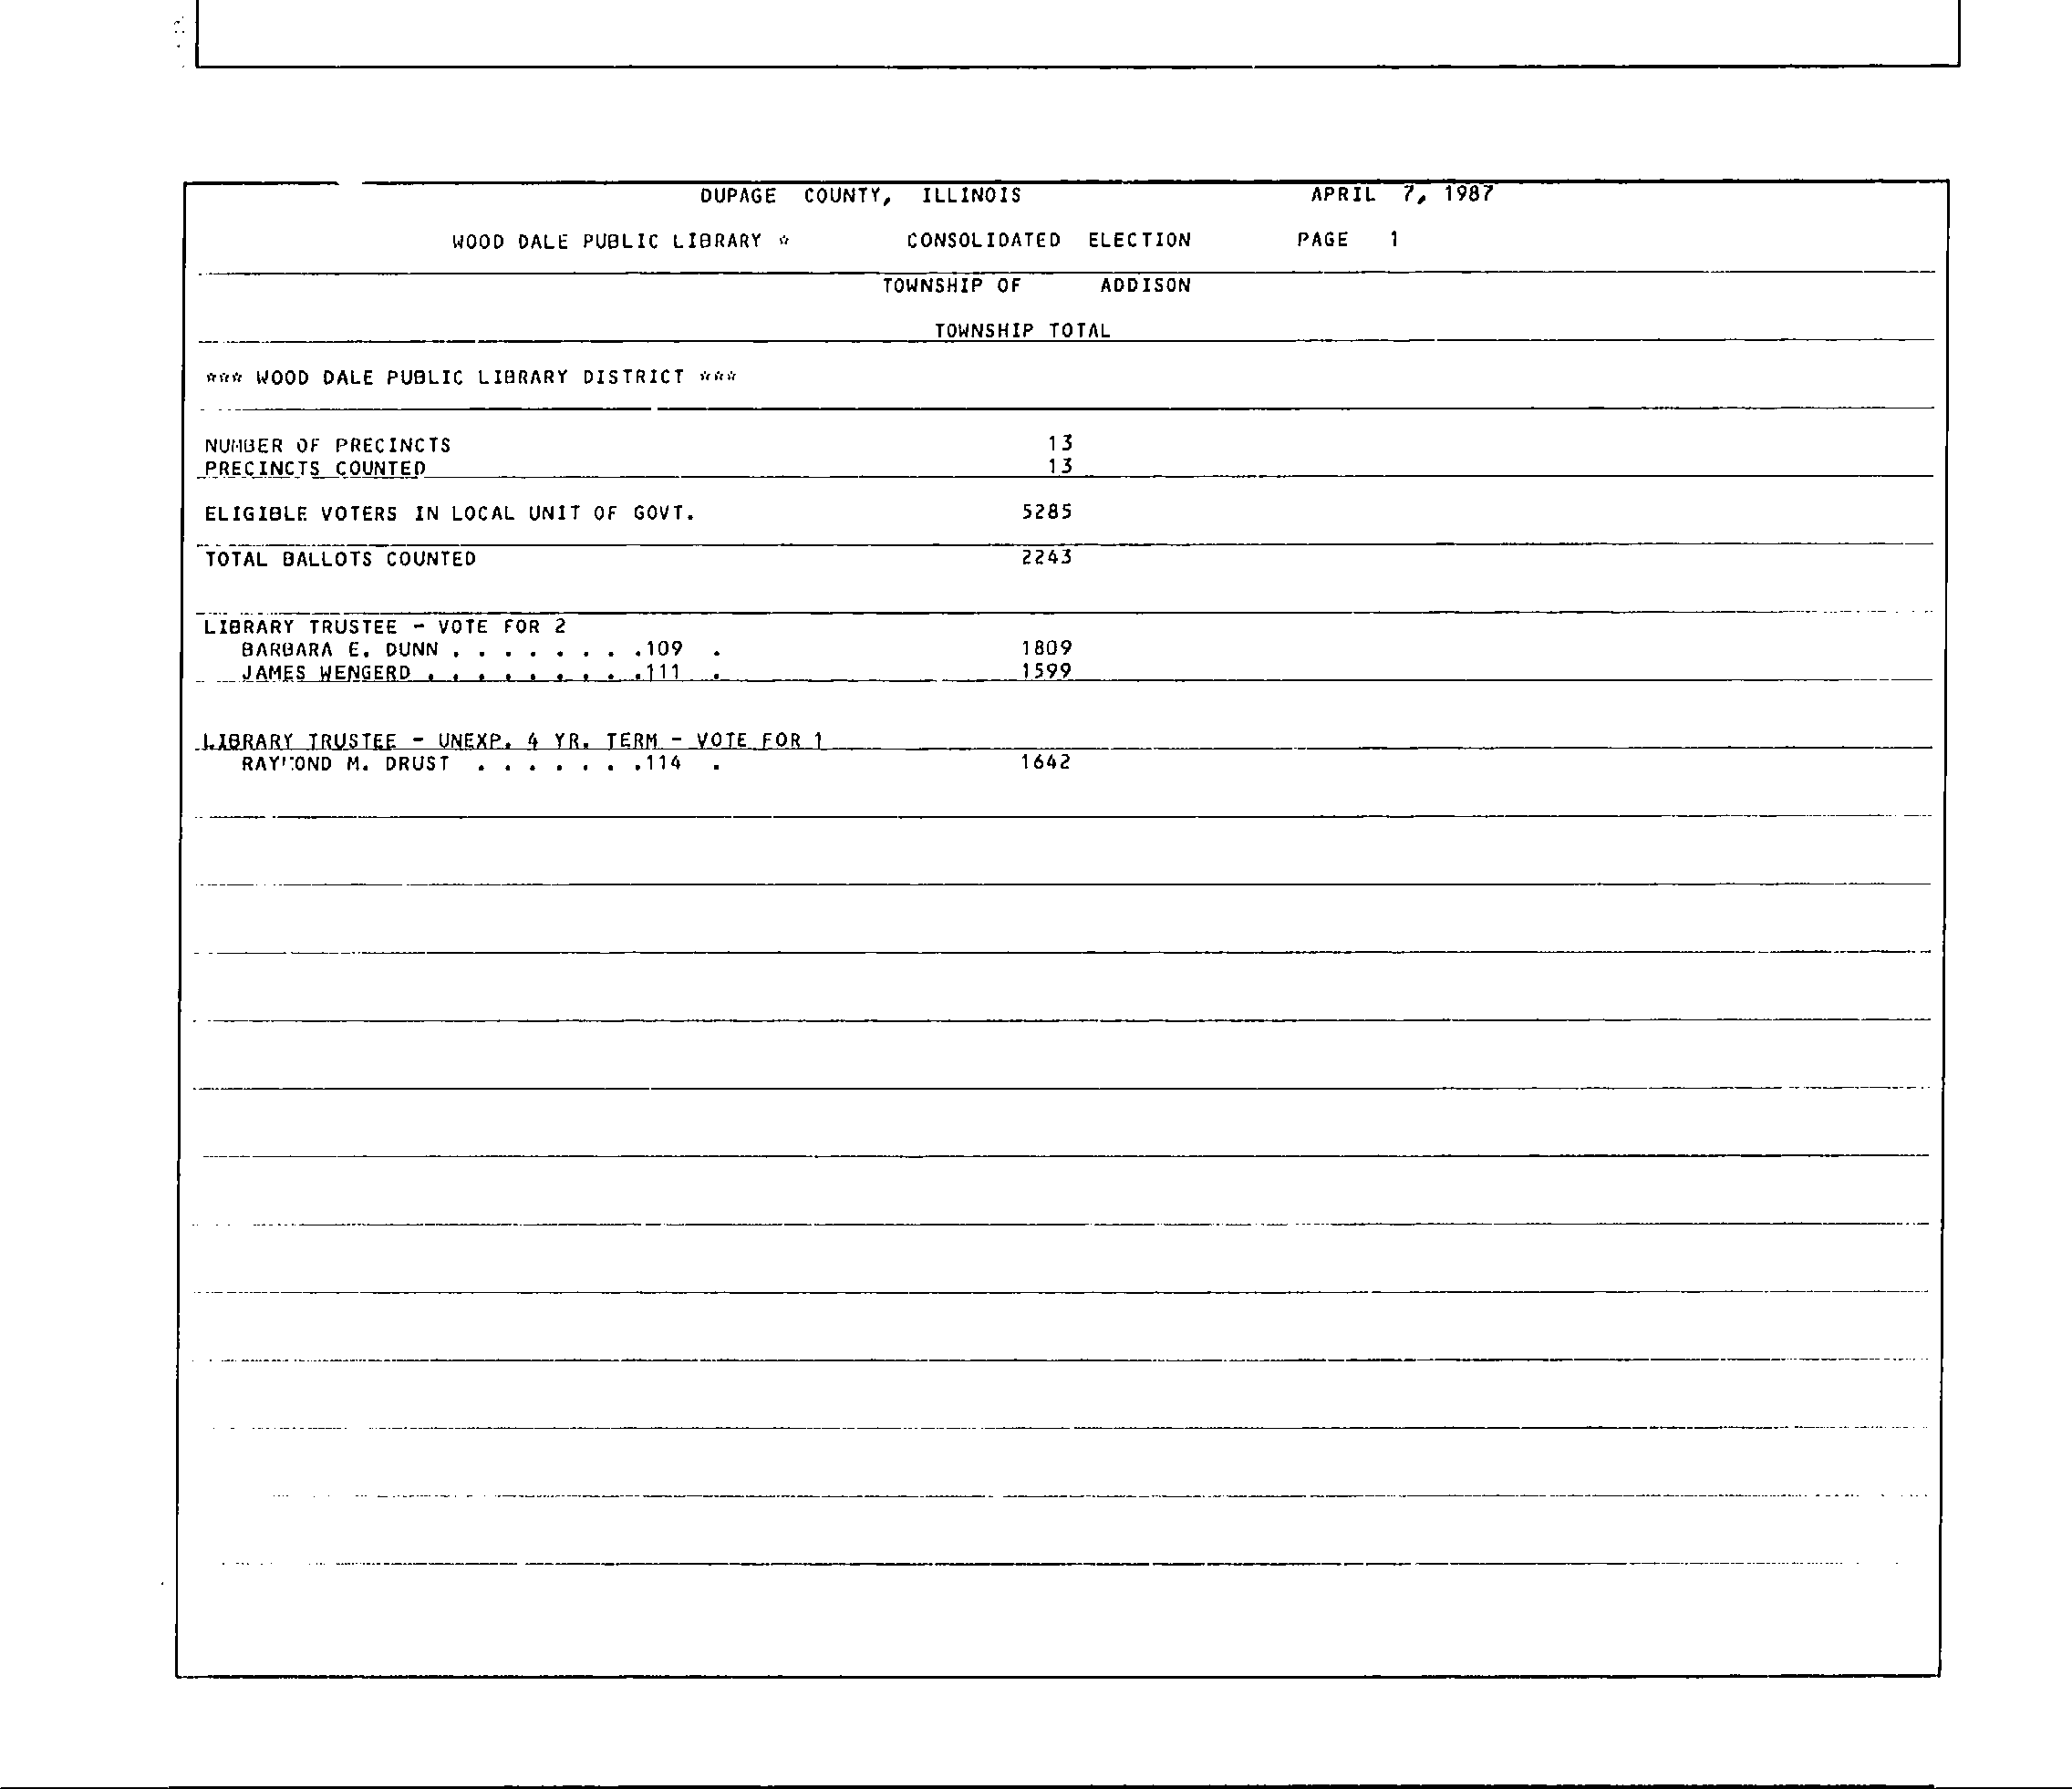 DUPAGE COUNTY, ILLINOIS APRIL 7, 1987
WOOD DALE PUBLIC LIBRARY * CONSOLIDATED ELECTION PAGE 1
TOWNSHIP OF ADDISON
TOWNSHIP TOTAL
*** WOOD DALE PUBLIC LIBRARY DISTRICT ***
NUMBER OF PRECINCTS 13
PRECINCTS COUNTED 13
ELIGIBLE VOTERS IN LOCAL UNIT OF GOVT. 5285
TOTAL BALLOTS COUNTED 2243
LIBRARY TRUSTEE - VOTE FOR 2
BARBARA E. DUNN . . . . . . . .109 . 1809
JAMES WENGERD . . . . . . . . .111 . 1599
LIBRARY TRUSTEE - UNEXP. 4 YR. TERM - VOTE FOR 1
RAYMOND M. DRUST . . . . . . .114 . 1642